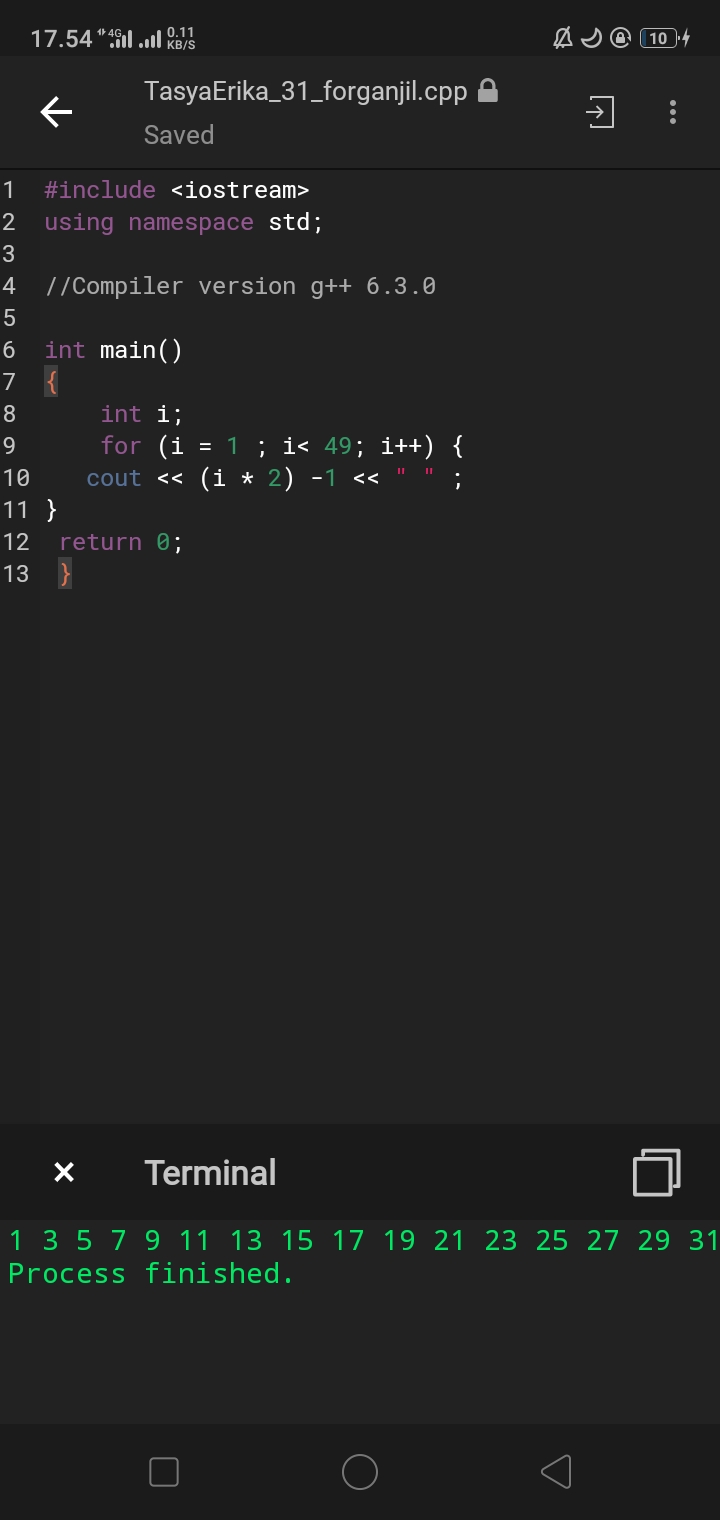 17.54 4G 0.11 KB/S 10
TasyaErika_31_forganjil.cpp
Saved
1 #include <iostream>
2 using namespace std;
3
4 //Compiler version g++ 6.3.0
5
6 int main()
7 {
8     int i;
9     for (i = 1 ; i< 49; i++) {
10    cout << (i * 2) -1 << " " ;
11 }
12  return 0;
13  }
× Terminal
1 3 5 7 9 11 13 15 17 19 21 23 25 27 29 31
Process finished.